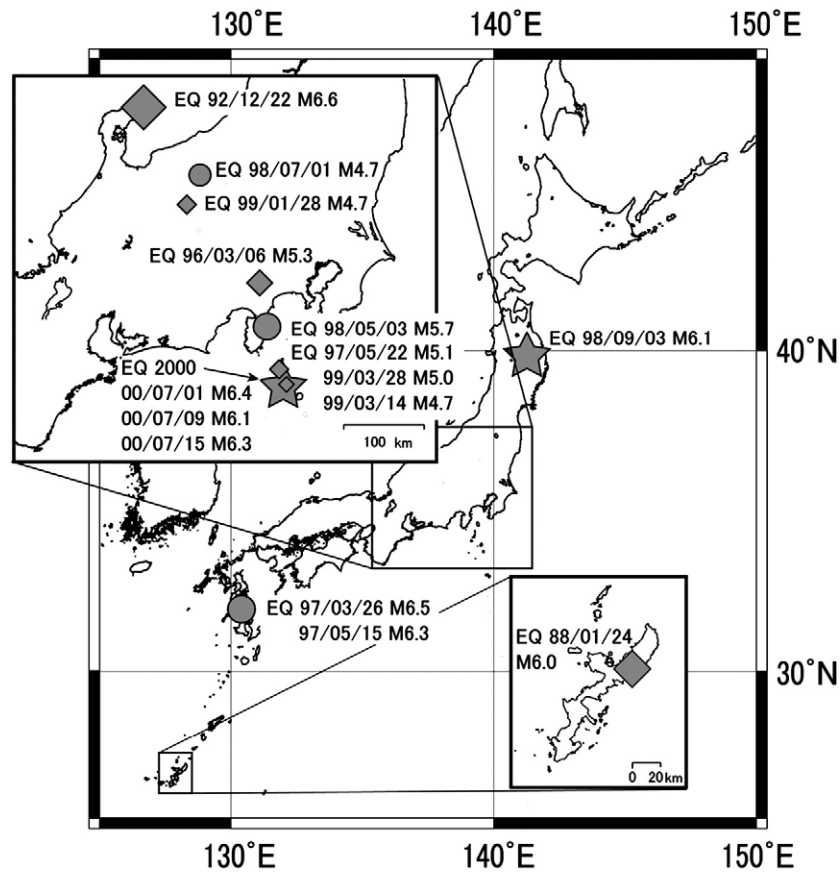 130°E 140°E 150°E
EQ 92/12/22 M6.6
EQ 98/07/01 M4.7
EQ 99/01/28 M4.7
EQ 96/03/06 M5.3
EQ 98/05/03 M5.7
EQ 97/05/22 M5.1
99/03/28 M5.0
99/03/14 M4.7
EQ 2000
00/07/01 M6.4
00/07/09 M6.1
00/07/15 M6.3
100 km
EQ 98/09/03 M6.1
40°N
EQ 97/03/26 M6.5
97/05/15 M6.3
EQ 88/01/24
M6.0
0 20km
30°N
130°E 140°E 150°E